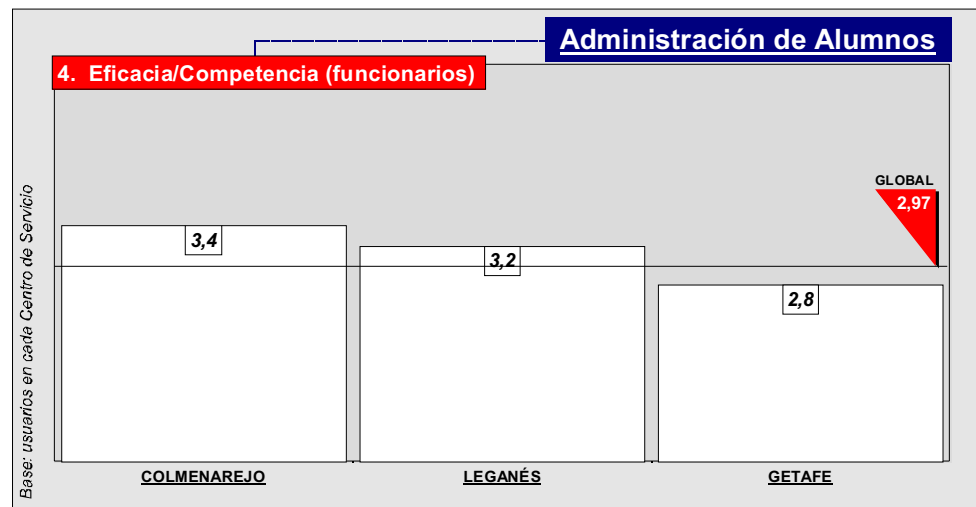 Administración de Alumnos
4. Eficacia/Competencia (funcionarios)
GLOBAL
2,97
3,4
3,2
2,8
Base: usuarios en cada Centro de Servicio
COLMENAREJO
LEGANÉS
GETAFE